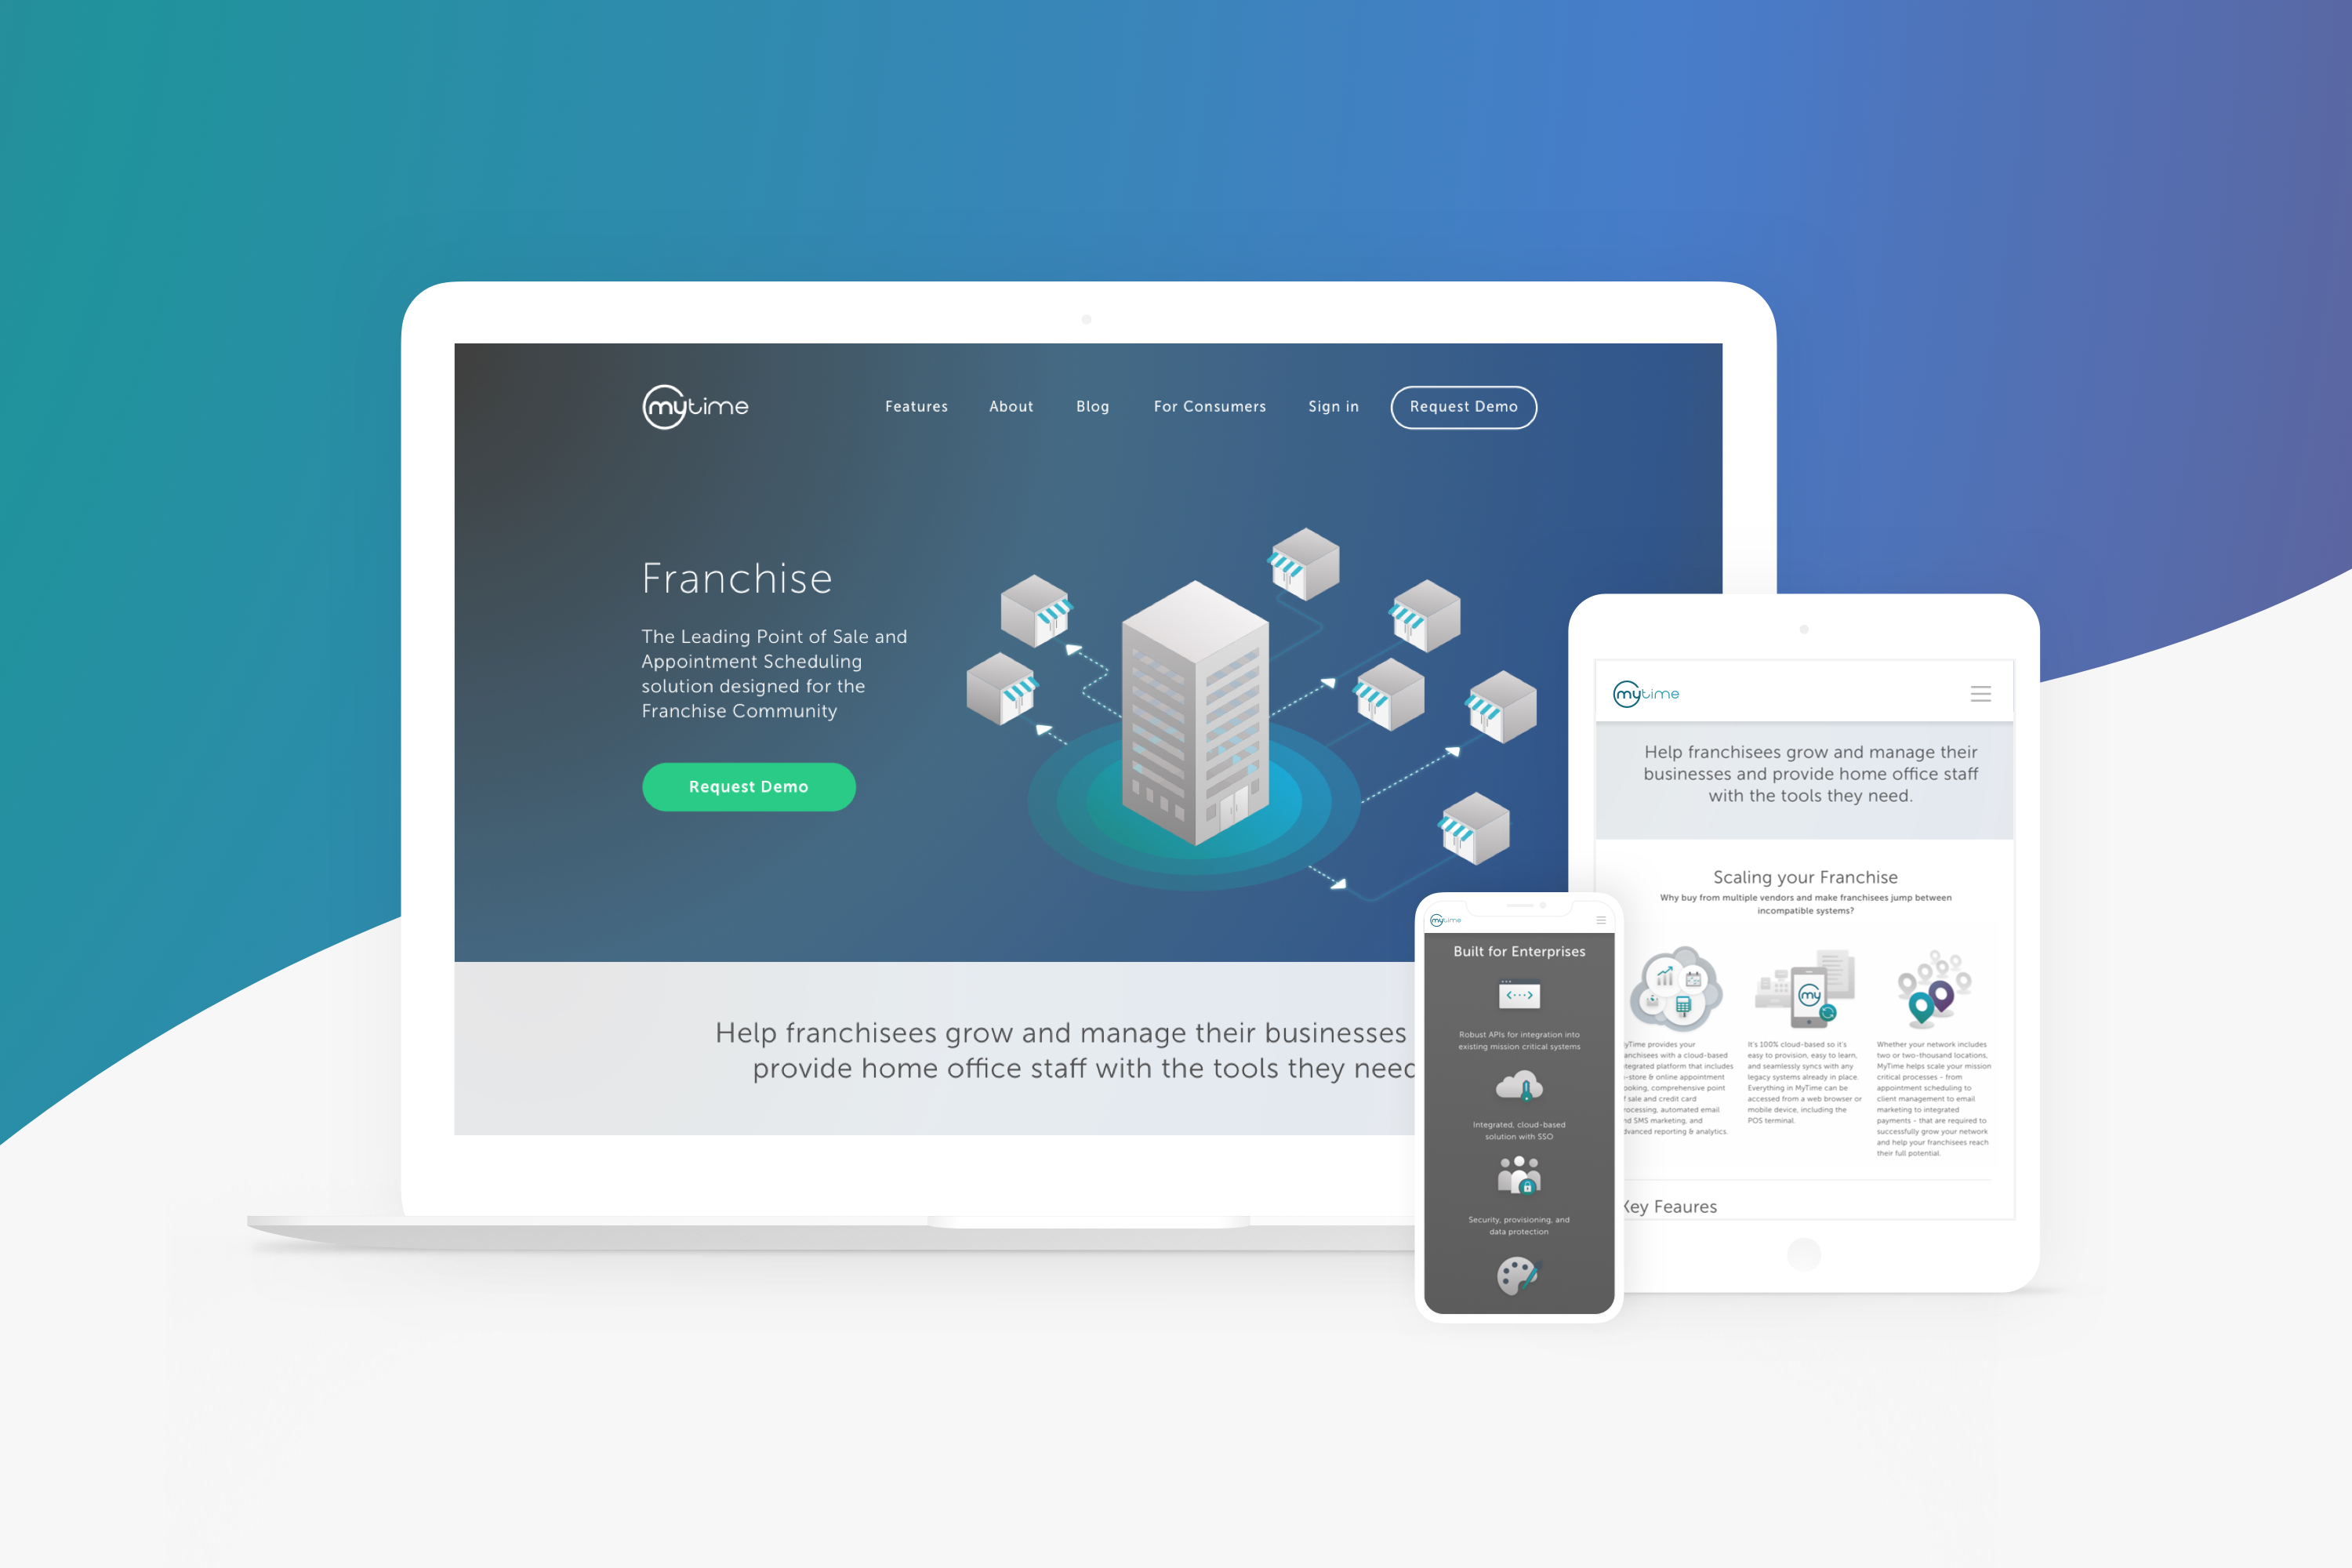 mytime
Features
About
Blog
For Consumers
Sign in
Request Demo
Franchise
The Leading Point of Sale and
Appointment Scheduling
solution designed for the
Franchise Community
Request Demo
Help franchisees grow and manage their businesses
provide home office staff with the tools they need
mytime
Built for Enterprises
Robust APIs for integration into
existing mission critical systems
Integrated, cloud-based
solution with SSO
Security, provisioning, and
data protection
mytime
Help franchisees grow and manage their
businesses and provide home office staff
with the tools they need.
Scaling your Franchise
Why buy from multiple vendors and make franchisees jump between
incompatible systems?
my
yTime provides your
anchisees with a cloud-based
tegrated platform that includes
-store & online appointment
oking, comprehensive point
f sale and credit card
rocessing, automated email
nd SMS marketing, and
dvanced reporting & analytics.
It's 100% cloud-based so it's
easy to provision, easy to learn,
and seamlessly syncs with any
legacy systems already in place.
Everything in MyTime can be
accessed from a web browser or
mobile device, including the
POS terminal.
Whether your network includes
two or two-thousand locations,
MyTime helps scale your mission
critical processes - from
appointment scheduling to
client management to email
marketing to integrated
payments - that are required to
successfully grow your network
and help your franchisees reach
their full potential.
Key Feaures